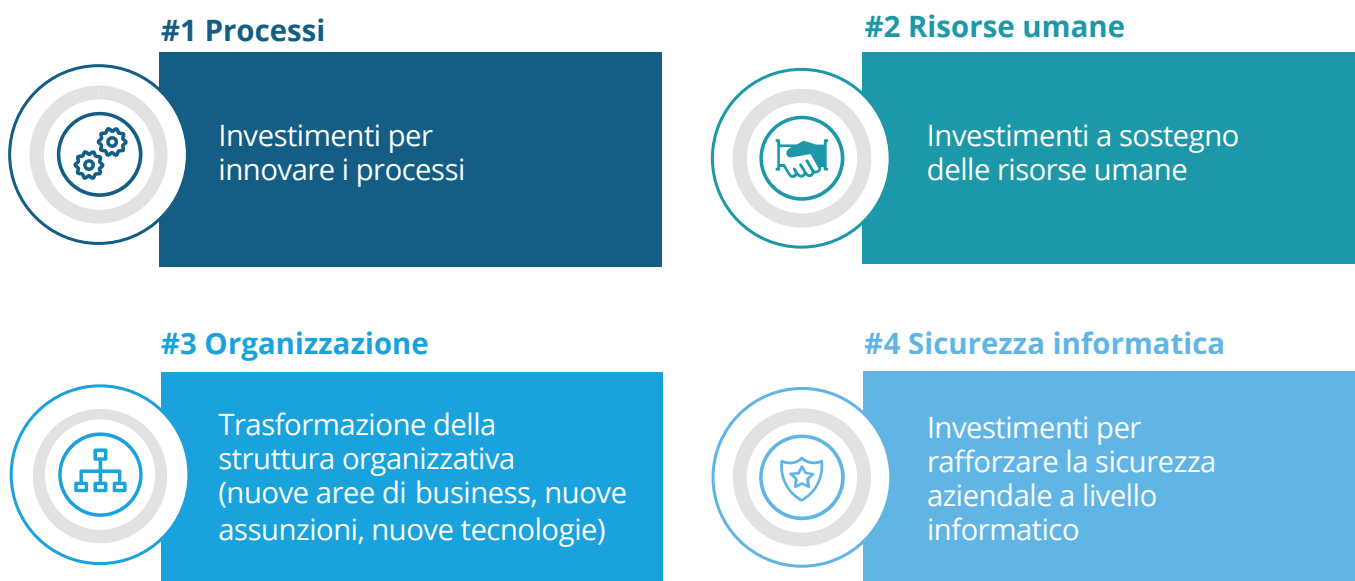 #1 Processi
Investimenti per
innovare i processi
#2 Risorse umane
Investimenti a sostegno
delle risorse umane
#3 Organizzazione
Trasformazione della
struttura organizzativa
(nuove aree di business, nuove
assunzioni, nuove tecnologie)
#4 Sicurezza informatica
Investimenti per
rafforzare la sicurezza
aziendale a livello
informatico